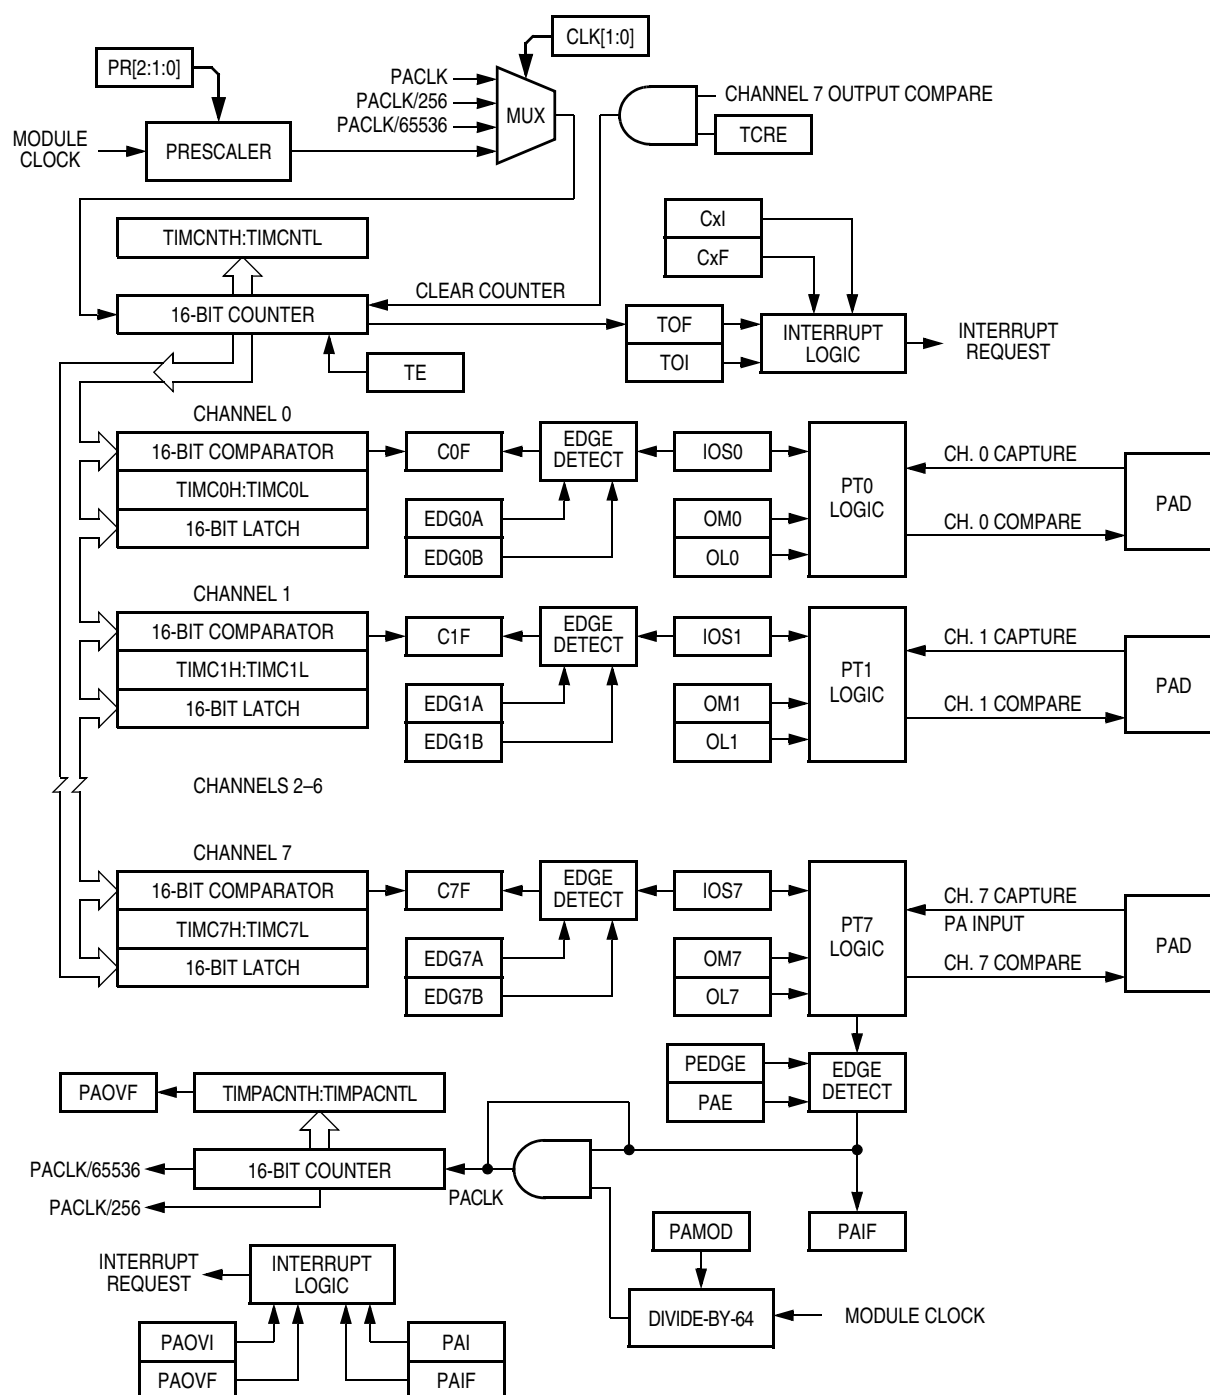 CLK[1:0]
PR[2:1:0]
PACLK
PACLK/256
PACLK/65536
MUX
CHANNEL 7 OUTPUT COMPARE
TCRE
MODULE
CLOCK
PRESCALER
CxI
CxF
TIMCNTH:TIMCNTL
CLEAR COUNTER
16-BIT COUNTER
TOF
TOI
INTERRUPT
LOGIC
INTERRUPT
REQUEST
TE
CHANNEL 0
16-BIT COMPARATOR
TIMC0H:TIMC0L
16-BIT LATCH
C0F
EDGE
DETECT
IOS0
EDG0A
EDG0B
OM0
OL0
PT0
LOGIC
CH. 0 CAPTURE
CH. 0 COMPARE
PAD
CHANNEL 1
16-BIT COMPARATOR
TIMC1H:TIMC1L
16-BIT LATCH
C1F
EDGE
DETECT
IOS1
EDG1A
EDG1B
OM1
OL1
PT1
LOGIC
CH. 1 CAPTURE
CH. 1 COMPARE
PAD
CHANNELS 2–6
CHANNEL 7
16-BIT COMPARATOR
TIMC7H:TIMC7L
16-BIT LATCH
C7F
EDGE
DETECT
IOS7
EDG7A
EDG7B
OM7
OL7
PT7
LOGIC
CH. 7 CAPTURE
PA INPUT
CH. 7 COMPARE
PAD
PEDGE
PAE
EDGE
DETECT
PAOVF
TIMPACNTH:TIMPACNTL
PACLK/65536
16-BIT COUNTER
PACLK
PACLK/256
PAMOD
PAIF
INTERRUPT
REQUEST
INTERRUPT
LOGIC
DIVIDE-BY-64
MODULE CLOCK
PAOVI
PAOVF
PAI
PAIF